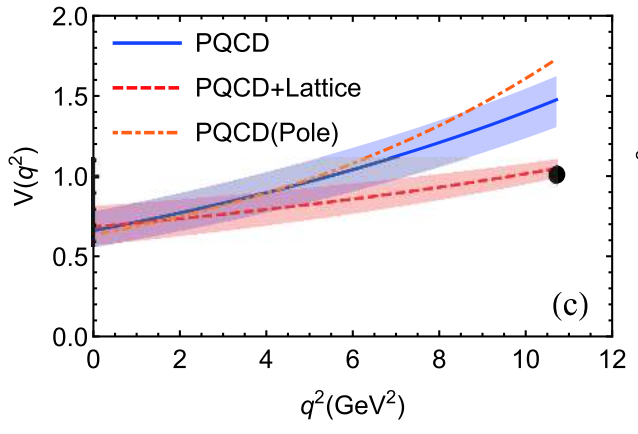 2.0
PQCD
PQCD+Lattice
PQCD(Pole)
1.5
1.0
0.5
0.0
V(q²)
(c)
0 2 4 6 8 10 12
q²(GeV²)